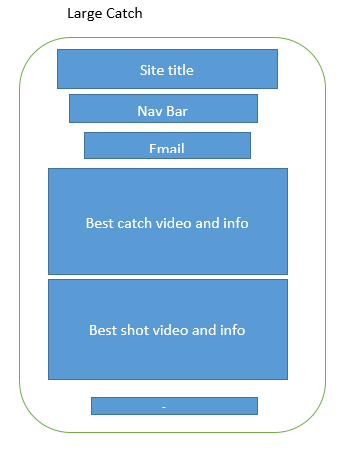 Large Catch
Site title
Nav Bar
Email
Best catch video and info
Best shot video and info
-